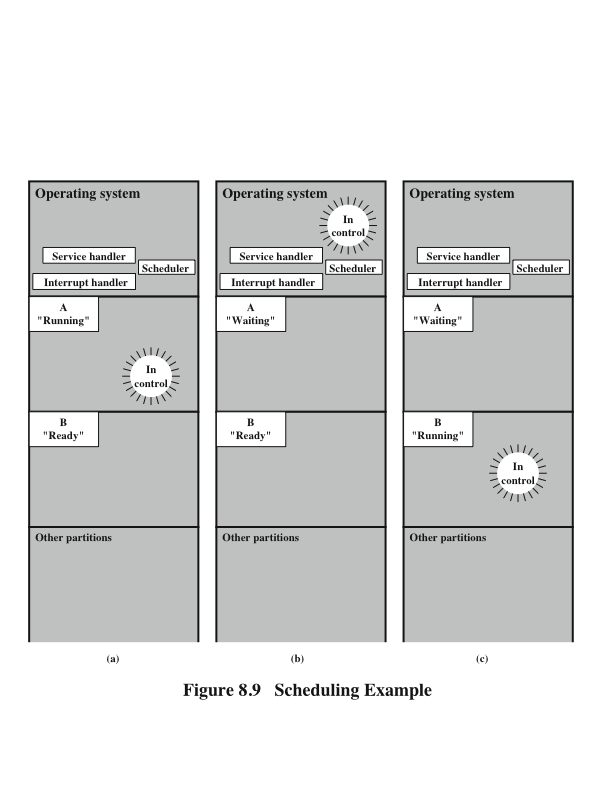 Operating system
Service handler
Scheduler
Interrupt handler
A
"Running"
In
control
B
"Ready"
Other partitions
(a)
Operating system
In
control
Service handler
Scheduler
Interrupt handler
A
"Waiting"
B
"Ready"
Other partitions
(b)
Operating system
Service handler
Scheduler
Interrupt handler
A
"Waiting"
B
"Running"
In
control
Other partitions
(c)
Figure 8.9 Scheduling Example